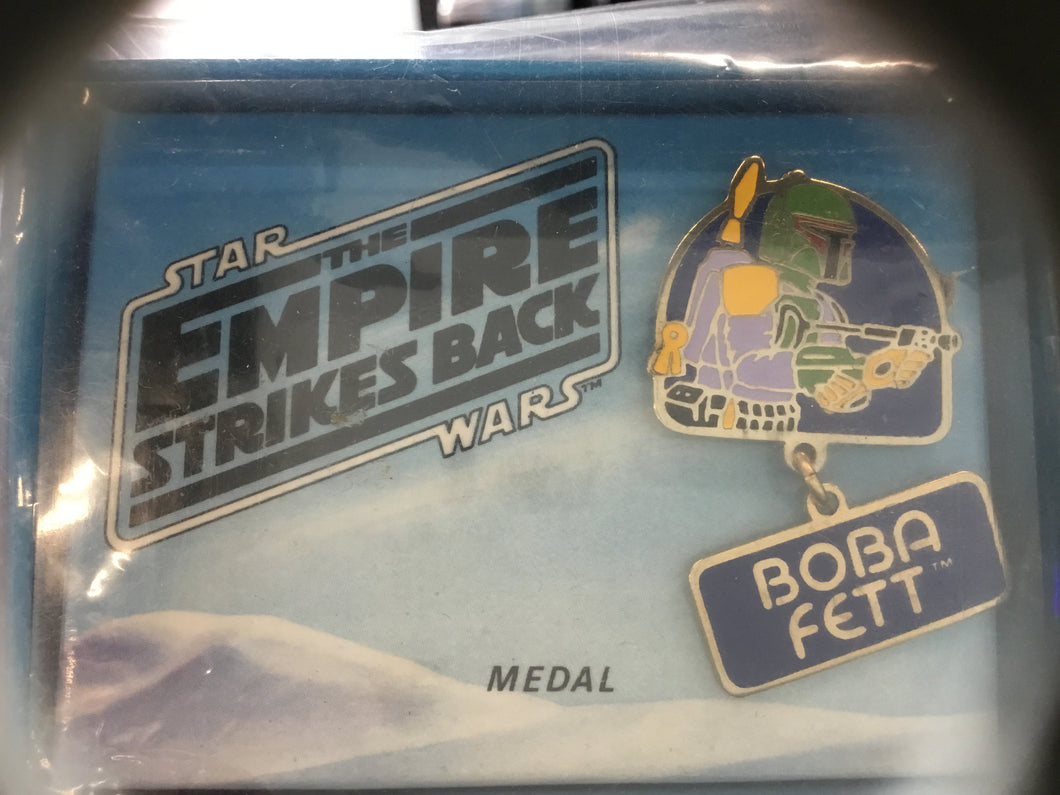 STAR
THE
EMPIRE
STRIKES BACK
WARS™
BOBA
FETT™
MEDAL